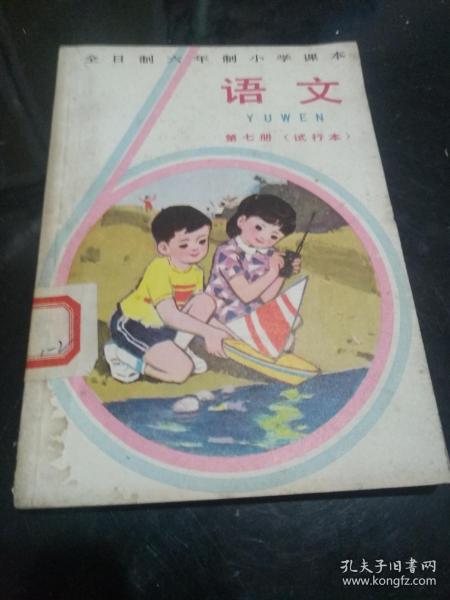 全日制六年制小学课本
语文
YUWEN
第七册（试行本）
孔夫子旧书网
www.kongfz.com